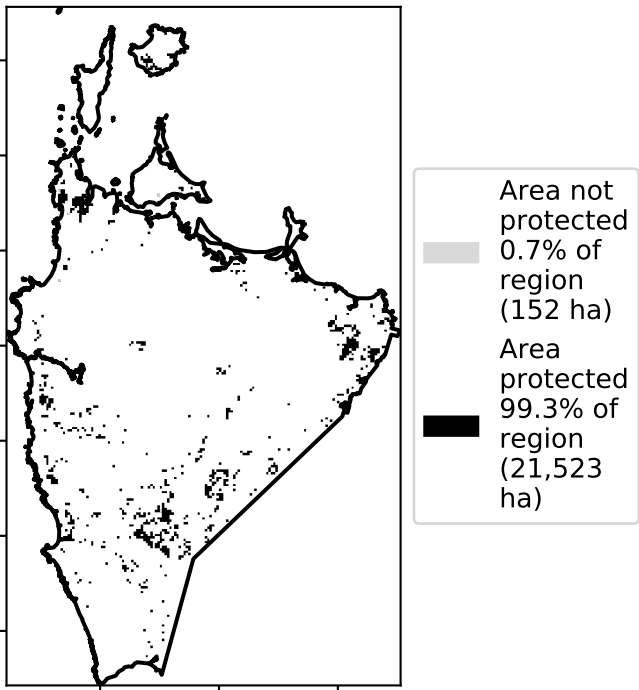 Area not
protected
0.7% of
region
(152 ha)
Area
protected
99.3% of
region
(21,523
ha)